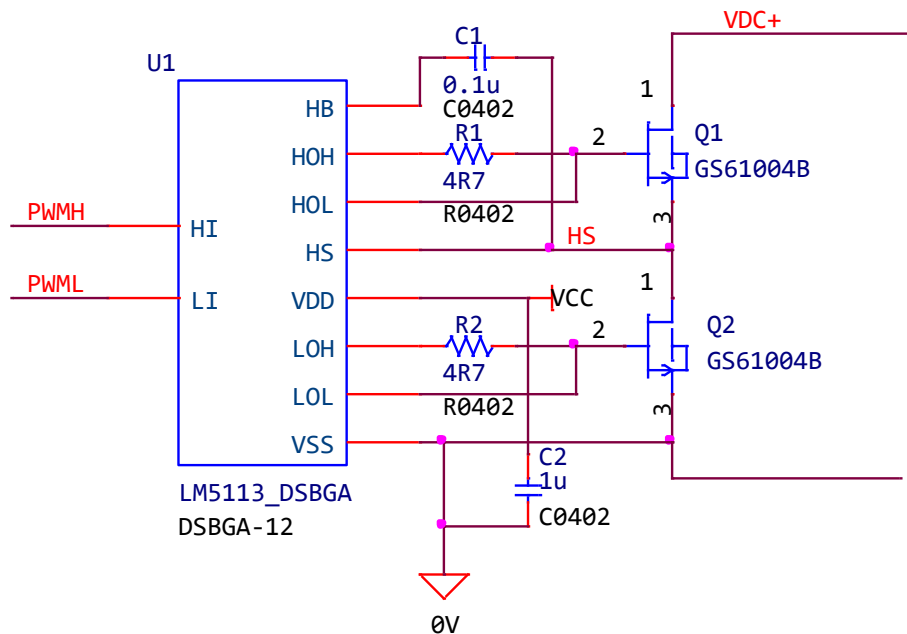 VDC+
C1
U1
0.1u
1
HB
C0402
R1
2
Q1
HOH
4R7
GS61004B
HOL
R0402
PWMH
3
HI
HS
HS
PWML
1
LI
VDD
VCC
R2
2
Q2
LOH
4R7
GS61004B
LOL
R0402
3
VSS
C2
1u
LM5113_DSBGA
C0402
DSBGA-12
0V